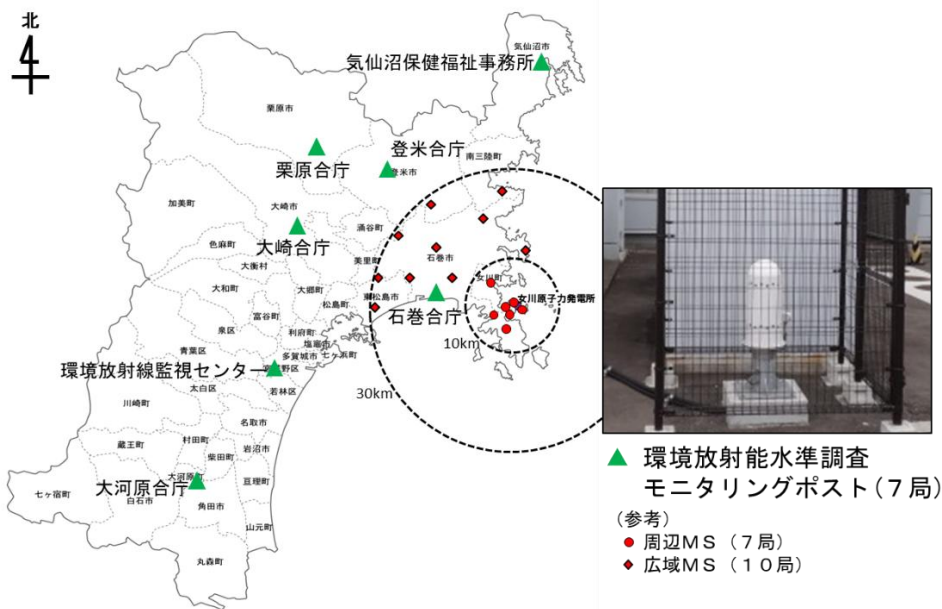 北
気仙沼市
気仙沼保健福祉事務所
栗原市
栗原合庁
登米合庁
登米市
南三陸町
加美町
大崎市
大崎合庁
涌谷町
色麻町
美里町
石巻市
大衡村
女川町
大和町
大郷町
東松島市
女川原子力発電所
松島町
石巻合庁
富谷町
10km
利府町
泉区
塩竈市
青葉区
多賀城市
七ヶ浜町
環境放射線監視センター
野区
30km
太白区
若林区
川崎町
名取市
蔵王町
村田町
岩沼市
柴田町
大河原町
大河原合庁
亘理町
七ヶ宿町
白石市
角田市
山元町
丸森町
環境放射能水準調査
モニタリングポスト(7局)
(参考)
周辺MS(7局)
広域MS(10局)